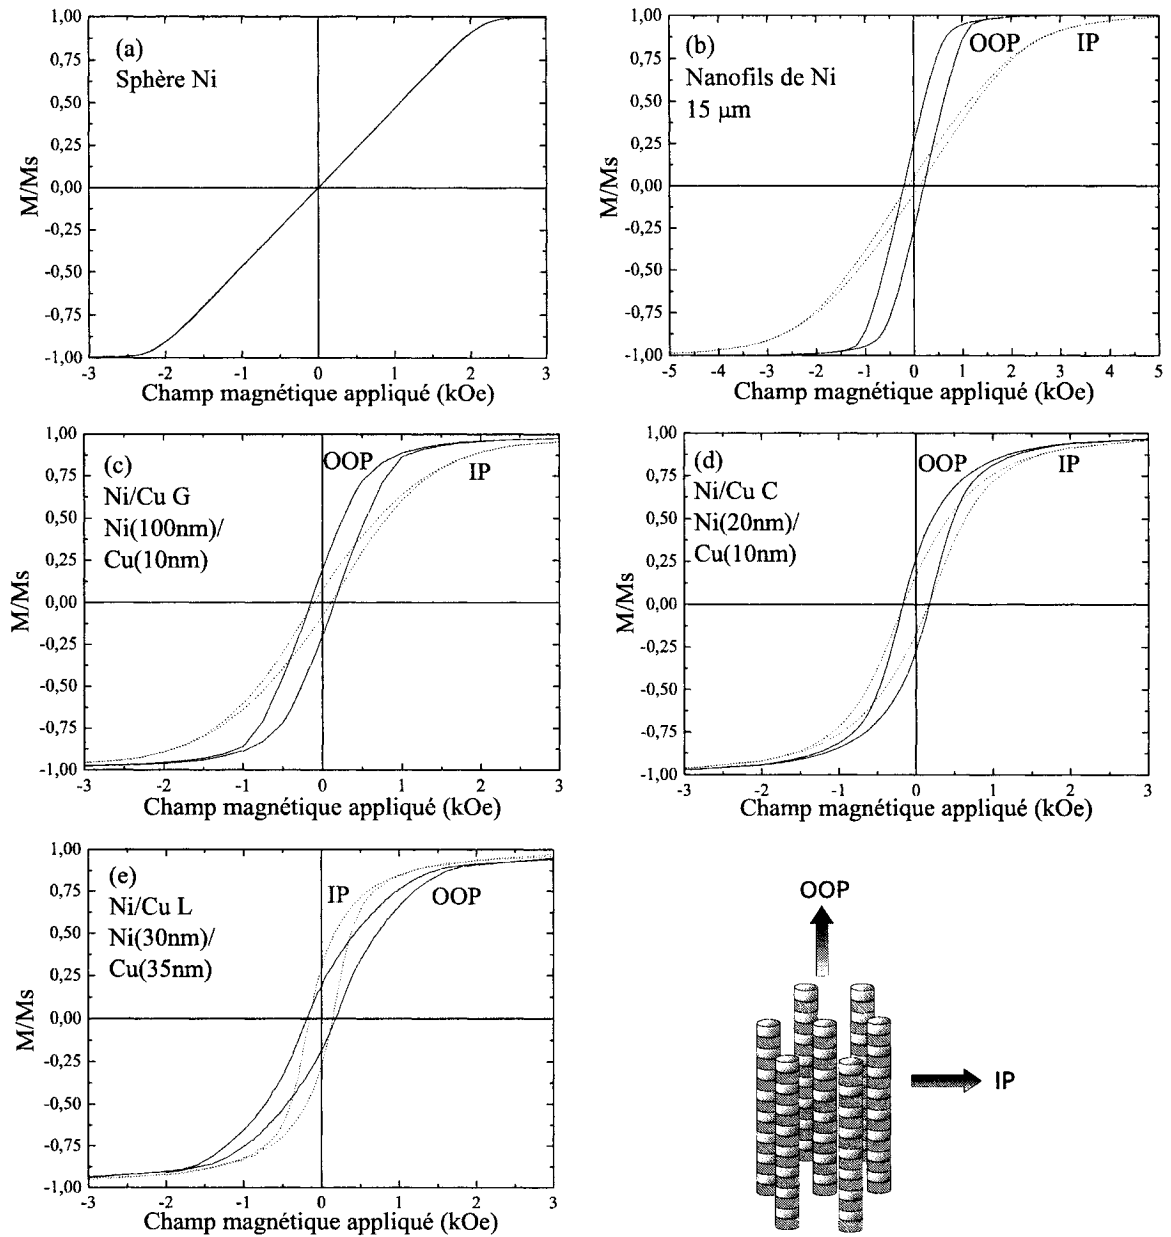 1,00
0,75
0,50
0,25
0,00
-0,25
-0,50
-0,75
-1,00
M/Ms
(a)
Sphère Ni
-3 -2 -1 0 1 2 3
Champ magnétique appliqué (kOe)
1,00
0,75
0,50
0,25
0,00
-0,25
-0,50
-0,75
-1,00
M/Ms
(b)
Nanofils de Ni
15 µm
OOP
IP
-5 -4 -3 -2 -1 0 1 2 3 4 5
Champ magnétique appliqué (kOe)
1,00
0,75
0,50
0,25
0,00
-0,25
-0,50
-0,75
-1,00
M/Ms
(c)
Ni/Cu G
Ni(100nm)/
Cu(10nm)
OOP
IP
-3 -2 -1 0 1 2 3
Champ magnétique appliqué (kOe)
1,00
0,75
0,50
0,25
0,00
-0,25
-0,50
-0,75
-1,00
M/Ms
(d)
Ni/Cu C
Ni(20nm)/
Cu(10nm)
OOP
IP
-3 -2 -1 0 1 2 3
Champ magnétique appliqué (kOe)
1,00
0,75
0,50
0,25
0,00
-0,25
-0,50
-0,75
-1,00
M/Ms
(e)
Ni/Cu L
Ni(30nm)/
Cu(35nm)
IP
OOP
-3 -2 -1 0 1 2 3
Champ magnétique appliqué (kOe)
OOP
IP